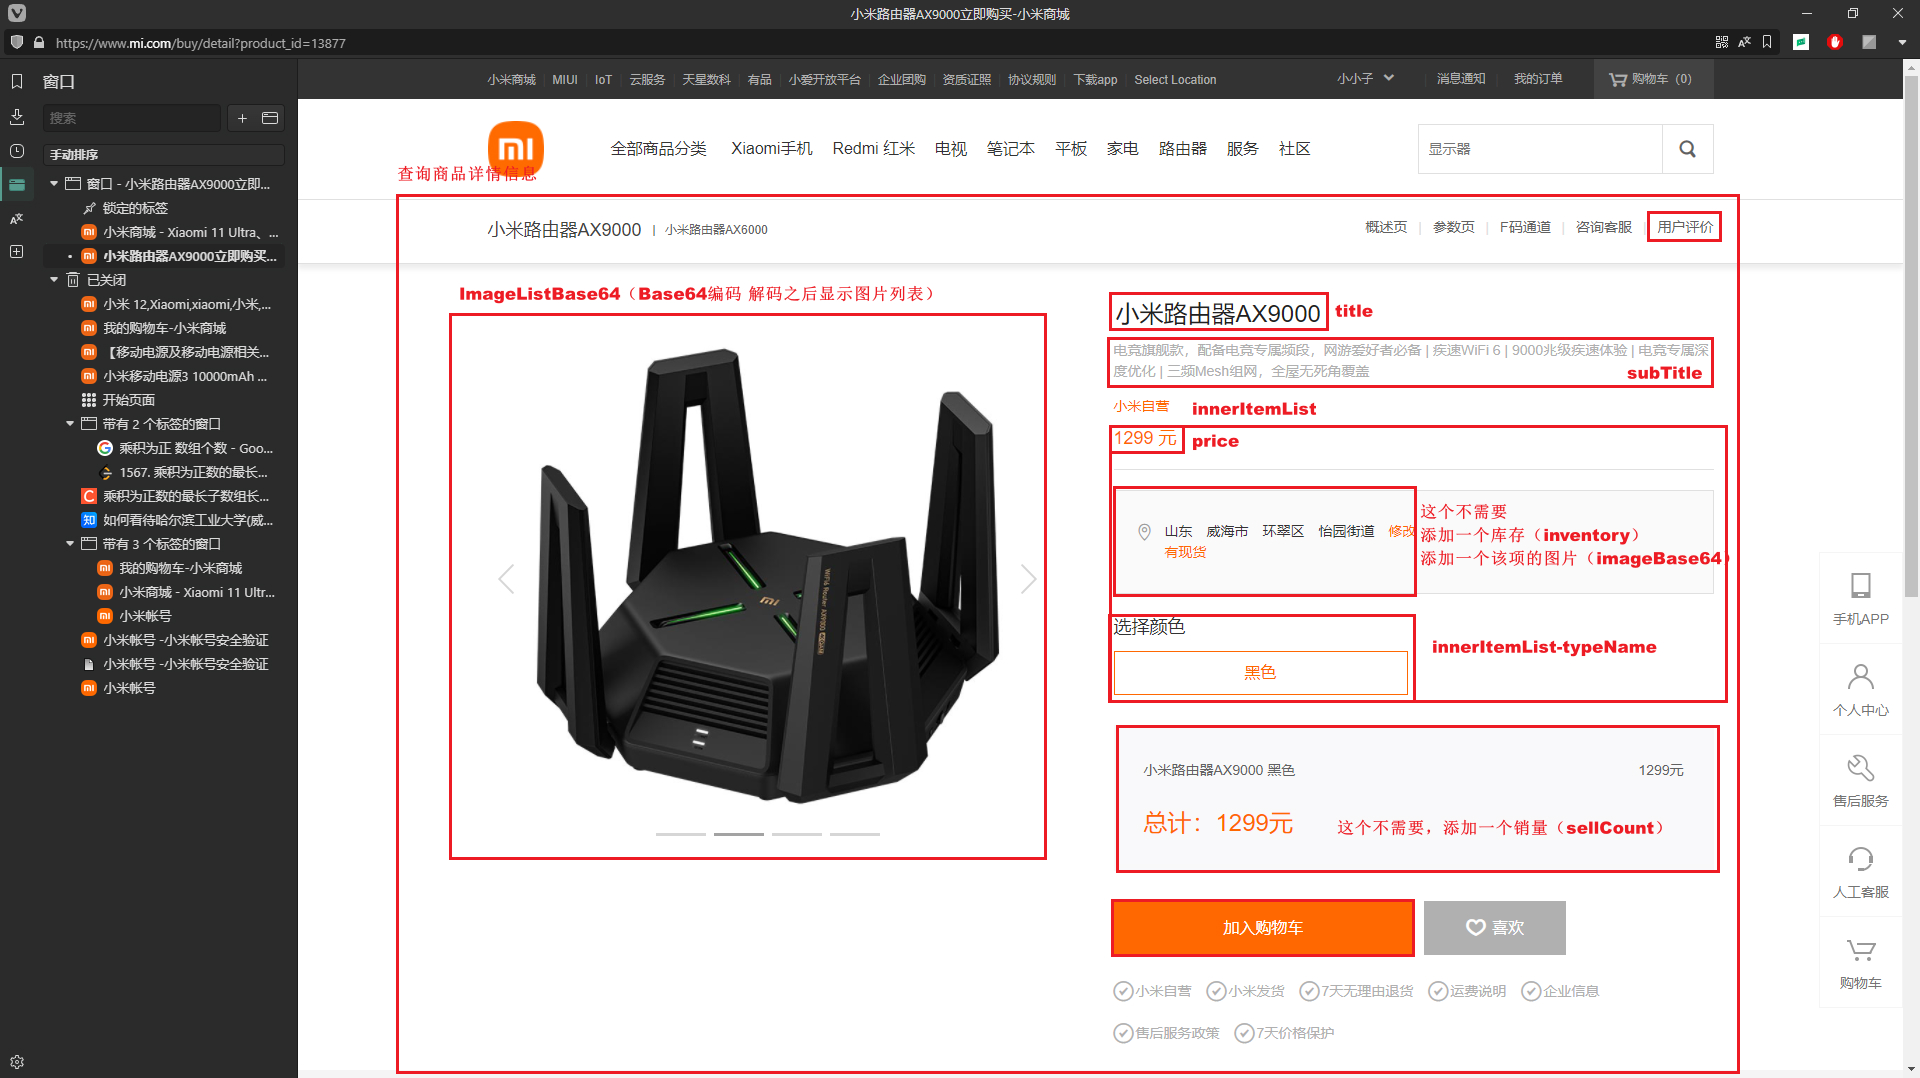 小米路由器AX9000立即购买-小米商城
https://www.mi.com/buy/detail?product_id=13877
窗口
搜索
手动排序
窗口 - 小米路由器AX9000立即...
锁定的标签
小米商城 - Xiaomi 11 Ultra、...
小米路由器AX9000立即购买...
已关闭
小米 12,Xiaomi,xiaomi,小米,...
我的购物车-小米商城
【移动电源及移动电源相关...
小米移动电源3 10000mAh ...
开始页面
带有 2 个标签的窗口
乘积为正 数组个数 - Goo...
1567. 乘积为正数的最长...
乘积为正数的最长子数组长...
如何看待哈尔滨工业大学(威...
带有 3 个标签的窗口
我的购物车-小米商城
小米商城 - Xiaomi 11 Ultr...
小米帐号
小米帐号 -小米帐号安全验证
小米帐号 -小米帐号安全验证
小米帐号
小米商城 MIUI IoT 云服务 天星数科 有品 小爱开放平台 企业团购 资质证照 协议规则 下载app Select Location
小小子 消息通知 我的订单 购物车（0）
全部商品分类 Xiaomi手机 Redmi 红米 电视 笔记本 平板 家电 路由器 服务 社区
显示器
查询商品详情信息
小米路由器AX9000 | 小米路由器AX6000
概述页 | 参数页 | F码通道 | 咨询客服 | 用户评价
ImageListBase64（Base64编码 解码之后显示图片列表）
WiFi6 Router AX9000
小米路由器AX9000 title
电竞旗舰款，配备电竞专属频段，网游爱好者必备 | 疾速WiFi 6 | 9000兆级疾速体验 | 电竞专属深
度优化 | 三频Mesh组网，全屋无死角覆盖
subTitle
小米自营 innerItemList
1299 元 price
山东 威海市 环翠区 怡园街道 修改
有现货
这个不需要
添加一个库存（inventory）
添加一个该项的图片（imageBase64）
选择颜色
黑色
innerItemList-typeName
小米路由器AX9000 黑色 1299元
总计：1299元
这个不需要，添加一个销量（sellCount）
加入购物车 喜欢
小米自营 小米发货 7天无理由退货 运费说明 企业信息
售后服务政策 7天价格保护
手机APP
个人中心
售后服务
人工客服
购物车